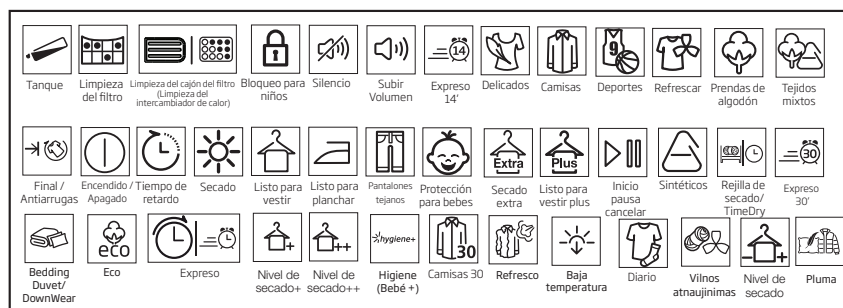 14
9
Tanque
Limpieza del filtro
Limpieza del cajón del filtro (Limpieza del intercambiador de calor)
Bloqueo para niños
Silencio
Subir Volumen
Expreso 14'
Delicados
Camisas
Deportes
Refrescar
Prendas de algodón
Tejidos mixtos
Extra
Plus
30
Final / Antiarrugas
Encendido / Apagado
Tiempo de retardo
Secado
Listo para vestir
Listo para planchar
Pantalones tejanos
Protección para bebes
Secado extra
Listo para vestir plus
Inicio pausa cancelar
Sintéticos
Rejilla de secado/ TimeDry
Expreso 30'
eco
+
++
hygiene+
30
- +
Bedding Duvet/ DownWear
Eco
Expreso
Nivel de secado+
Nivel de secado++
Higiene (Bebé +)
Camisas 30
Refresco
Baja temperatura
Diario
Vilnos atnaujinimas
Nivel de secado
Pluma